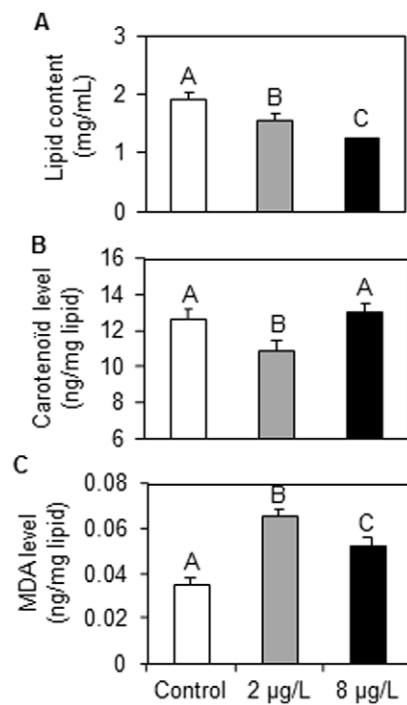 A
Lipid content
(mg/mL)
3
2
1
0
A
B
C
B
Carotenoïd level
(ng/mg lipid)
16
14
12
10
8
6
A
B
A
C
MDA level
(ng/mg lipid)
0.08
0.06
0.04
0.02
0
A
B
C
Control
2 µg/L
8 µg/L